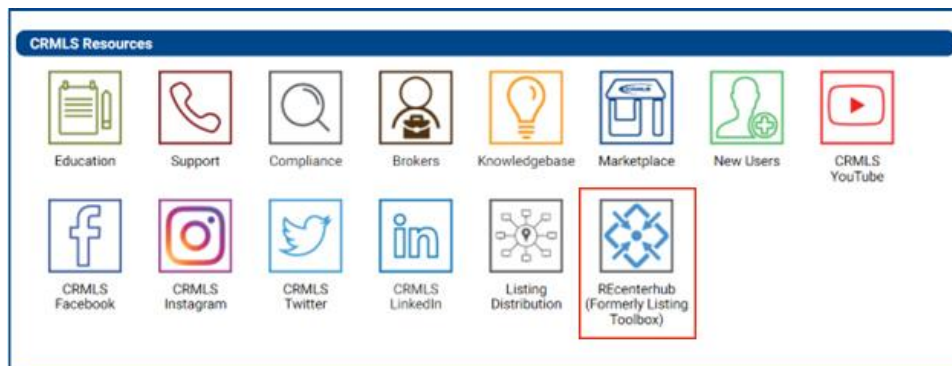 CRMLS Resources
Education
Support
Compliance
Brokers
Knowledgebase
Marketplace
New Users
CRMLS
YouTube
CRMLS
Facebook
CRMLS
Instagram
CRMLS
Twitter
CRMLS
LinkedIn
Listing
Distribution
REcenterhub
(Formerly Listing
Toolbox)